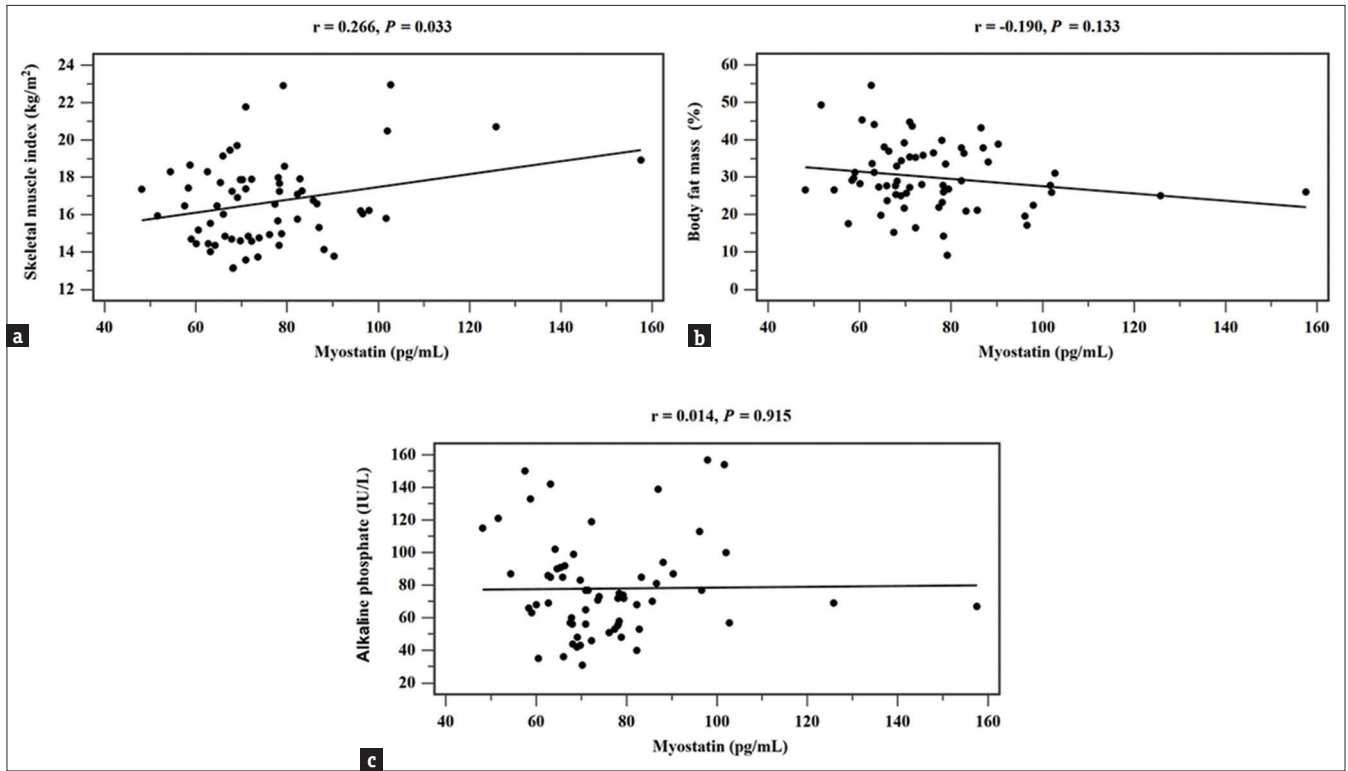 r = 0.266, P = 0.033
Skeletal muscle index (kg/m²)
24
22
20
18
16
14
12
40 60 80 100 120 140 160
Myostatin (pg/mL)
a
r = -0.190, P = 0.133
Body fat mass (%)
60
50
40
30
20
10
0
40 60 80 100 120 140 160
Myostatin (pg/mL)
b
r = 0.014, P = 0.915
Alkaline phosphate (IU/L)
160
140
120
100
80
60
40
20
40 60 80 100 120 140 160
Myostatin (pg/mL)
c